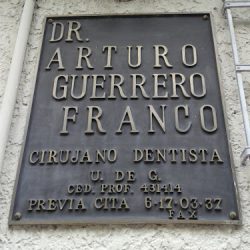 DR.
ARTURO
GUERRERO
FRANCO
CIRUJANO DENTISTA
U. DE G.
CED. PROF. 431414
PREVIA CITA 6-17-03-37
FAX